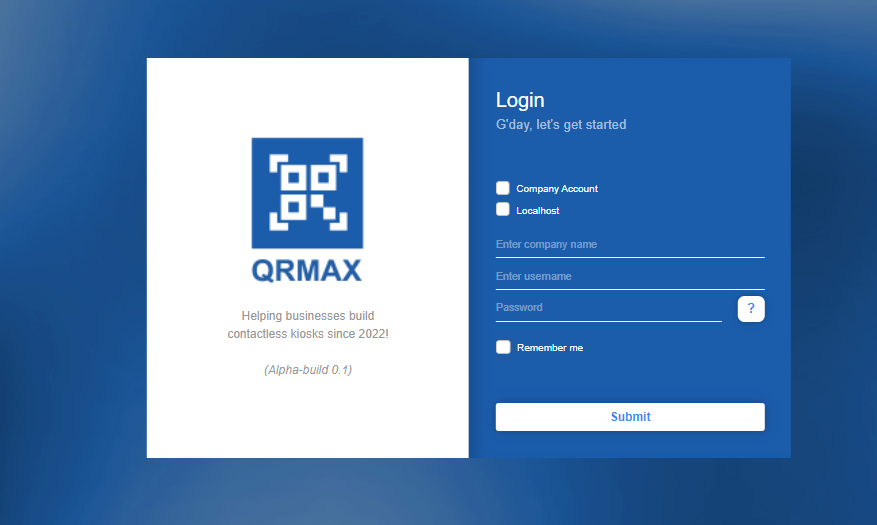 QRMAX
Helping businesses build
contactless kiosks since 2022!
(Alpha-build 0.1)
Login
G'day, let's get started
Company Account
Localhost
Enter company name
Enter username
Password
?
Remember me
Submit